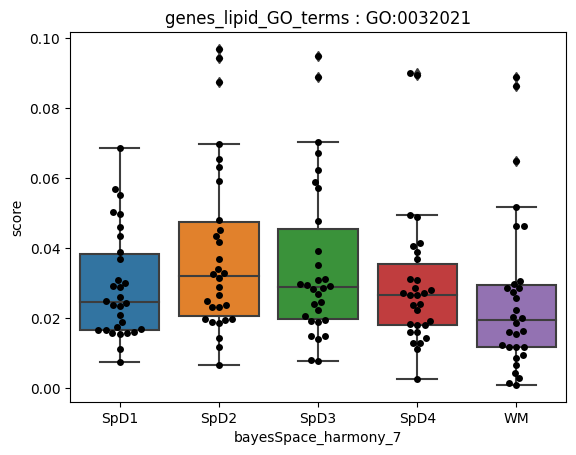 genes_lipid_GO_terms : GO:0032021
0.10
0.08
0.06
0.04
0.02
0.00
score
SpD1 SpD2 SpD3 SpD4 WM
bayesSpace_harmony_7